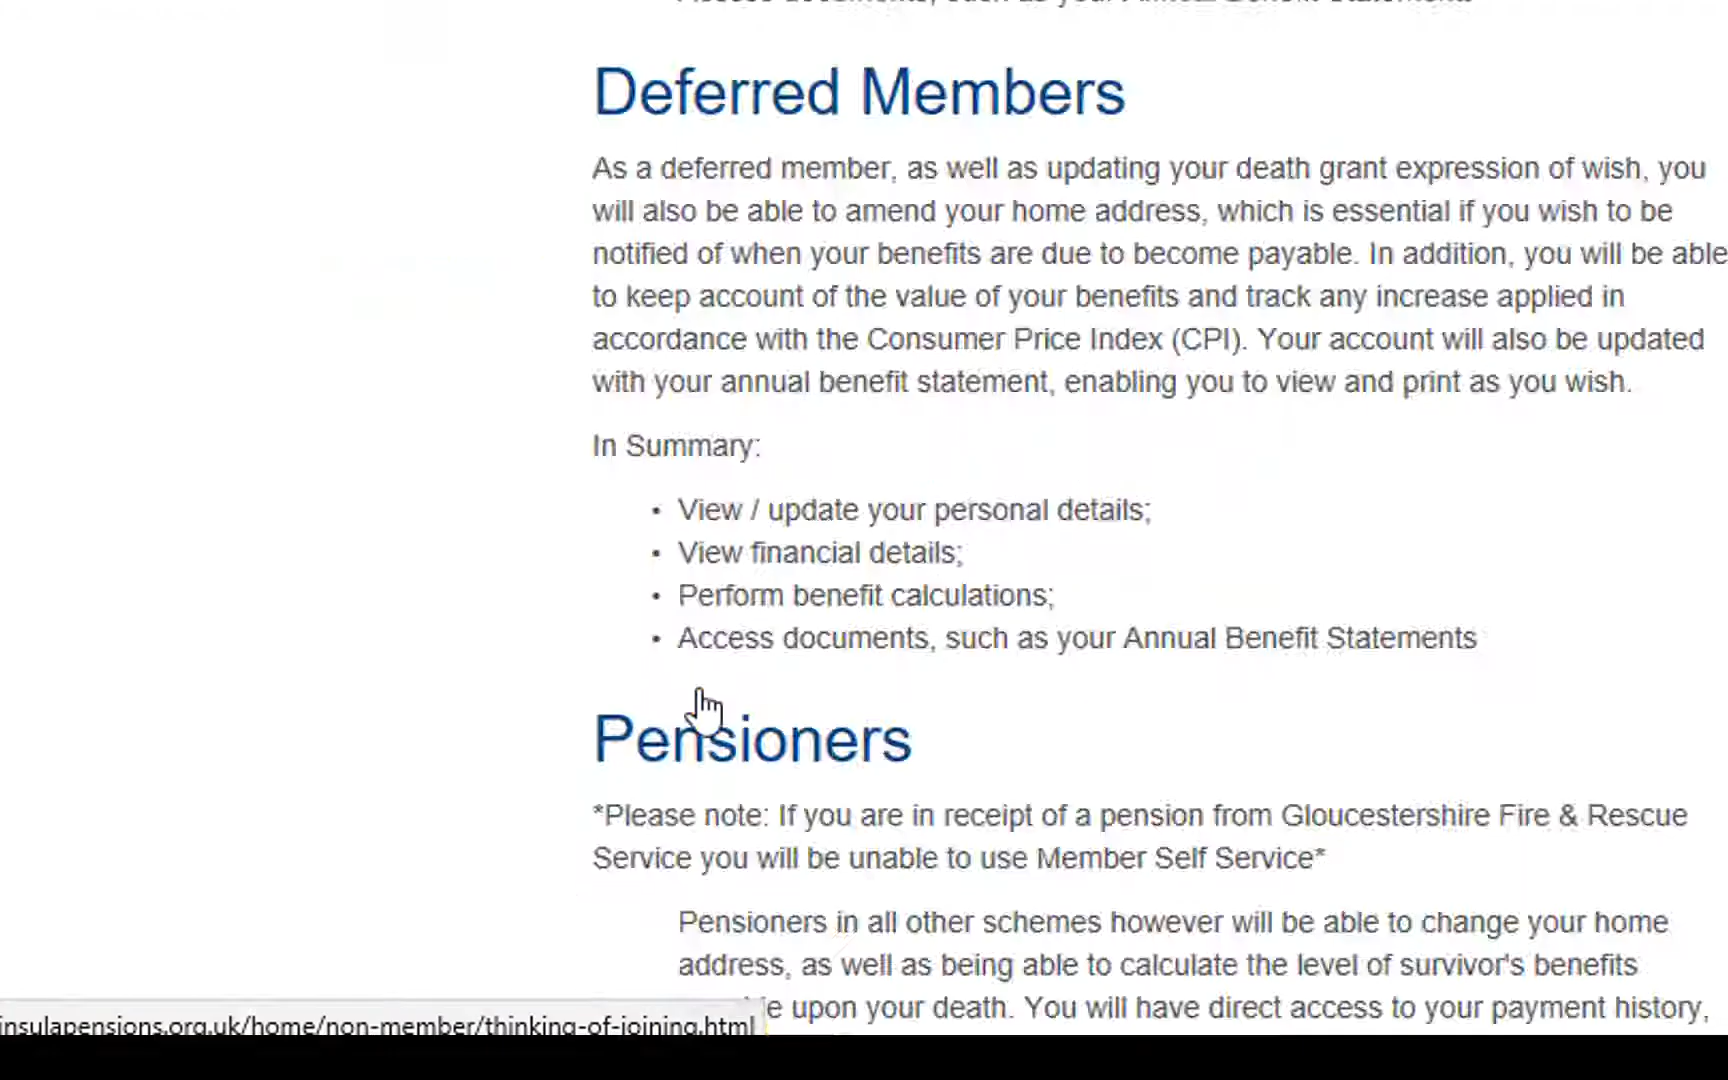 Deferred Members
As a deferred member, as well as updating your death grant expression of wish, you
will also be able to amend your home address, which is essential if you wish to be
notified of when your benefits are due to become payable. In addition, you will be able
to keep account of the value of your benefits and track any increase applied in
accordance with the Consumer Price Index (CPI). Your account will also be updated
with your annual benefit statement, enabling you to view and print as you wish.
In Summary:
• View / update your personal details;
• View financial details;
• Perform benefit calculations;
• Access documents, such as your Annual Benefit Statements
Pensioners
*Please note: If you are in receipt of a pension from Gloucestershire Fire & Rescue
Service you will be unable to use Member Self Service*
Pensioners in all other schemes however will be able to change your home
address, as well as being able to calculate the level of survivor's benefits
upon your death. You will have direct access to your payment history,
insulapensions.org.uk/home/non-member/thinking-of-joining.html